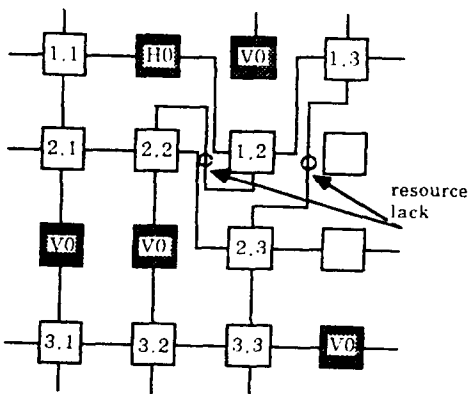 1,1 H0 V0 1,3
2,1 2,2 1,2
resource
lack
V0 V0 2,3
3,1 3,2 3,3 V0